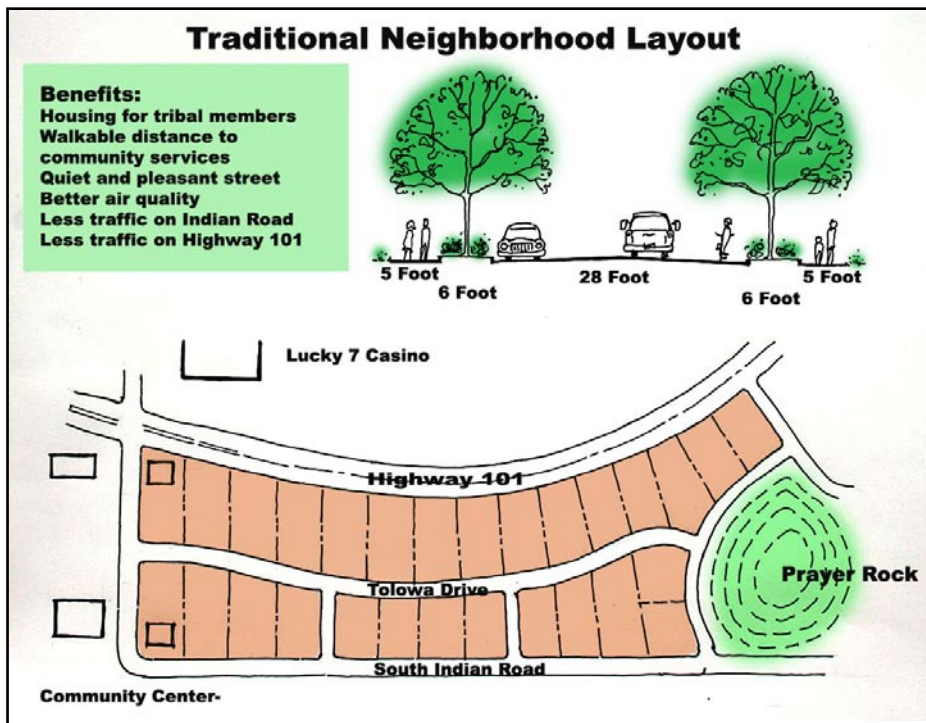 Traditional Neighborhood Layout
Benefits:
Housing for tribal members
Walkable distance to
community services
Quiet and pleasant street
Better air quality
Less traffic on Indian Road
Less traffic on Highway 101
5 Foot
6 Foot
28 Foot
6 Foot
5 Foot
Lucky 7 Casino
Highway 101
Prayer Rock
Tolowa Drive
South Indian Road
Community Center-